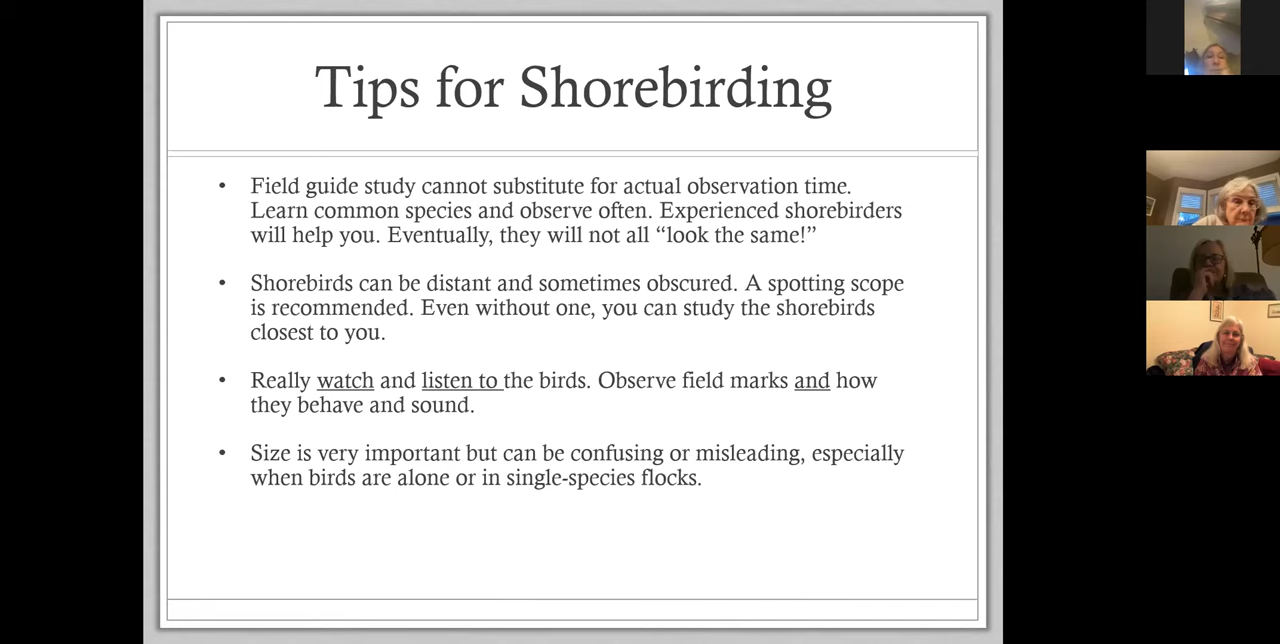 Tips for Shorebirding
• Field guide study cannot substitute for actual observation time.
Learn common species and observe often. Experienced shorebirders
will help you. Eventually, they will not all “look the same!”
• Shorebirds can be distant and sometimes obscured. A spotting scope
is recommended. Even without one, you can study the shorebirds
closest to you.
• Really watch and listen to the birds. Observe field marks and how
they behave and sound.
• Size is very important but can be confusing or misleading, especially
when birds are alone or in single-species flocks.